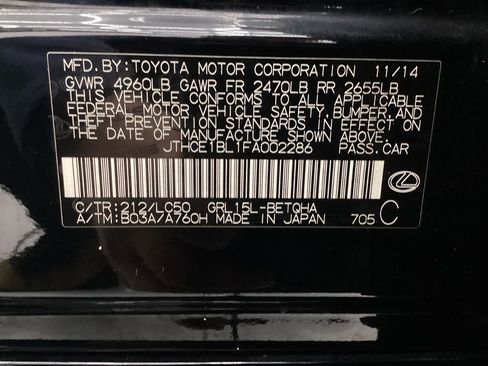 MFD. BY: TOYOTA MOTOR CORPORATION 11/14
GVWR 4960LB GAWR FR 2470LB RR 2655LB
THIS VEHICLE CONFORMS TO ALL APPLICABLE
FEDERAL MOTOR VEHICLE SAFETY, BUMPER, AND
THEFT PREVENTION STANDARDS IN EFFECT ON
THE DATE OF MANUFACTURE SHOWN ABOVE.
JTHCE1BL1FA002286 PASS. CAR
C/TR: 212/LC50 GRL15L-BETQHA
A/TM: B03A/A760H MADE IN JAPAN 705 C